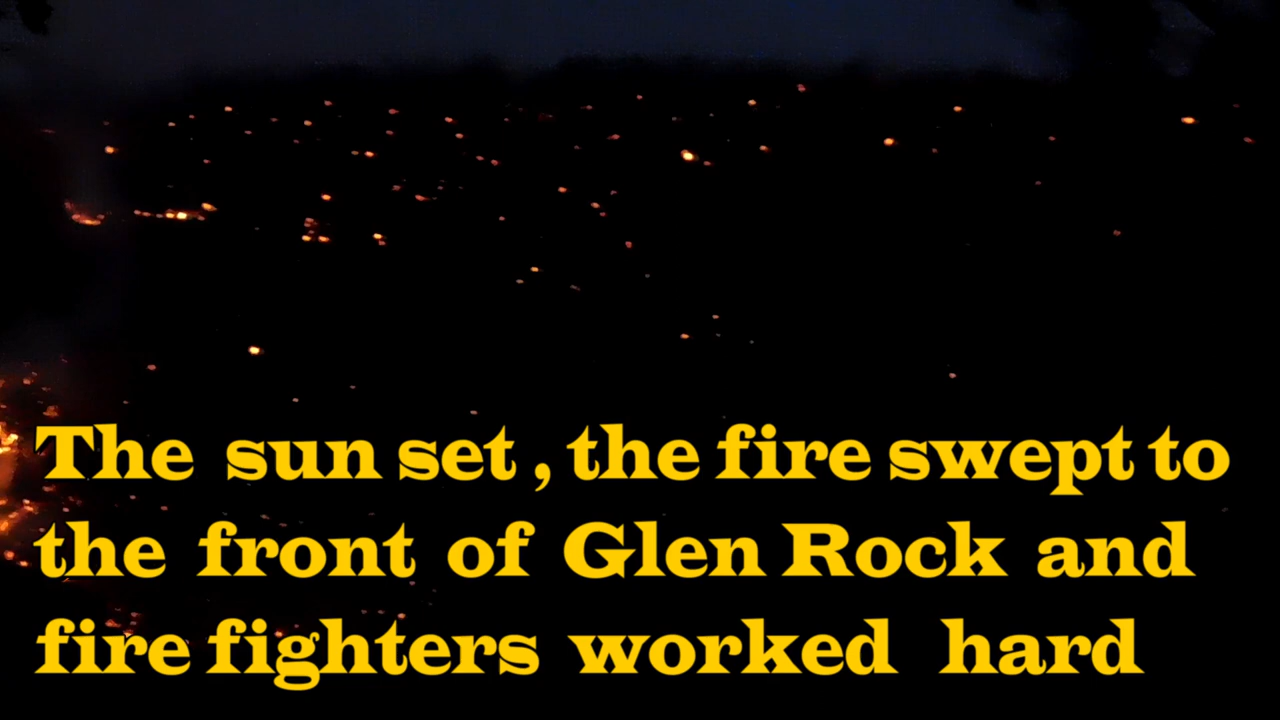 The sun set , the fire swept to
the front of Glen Rock and
fire fighters worked hard